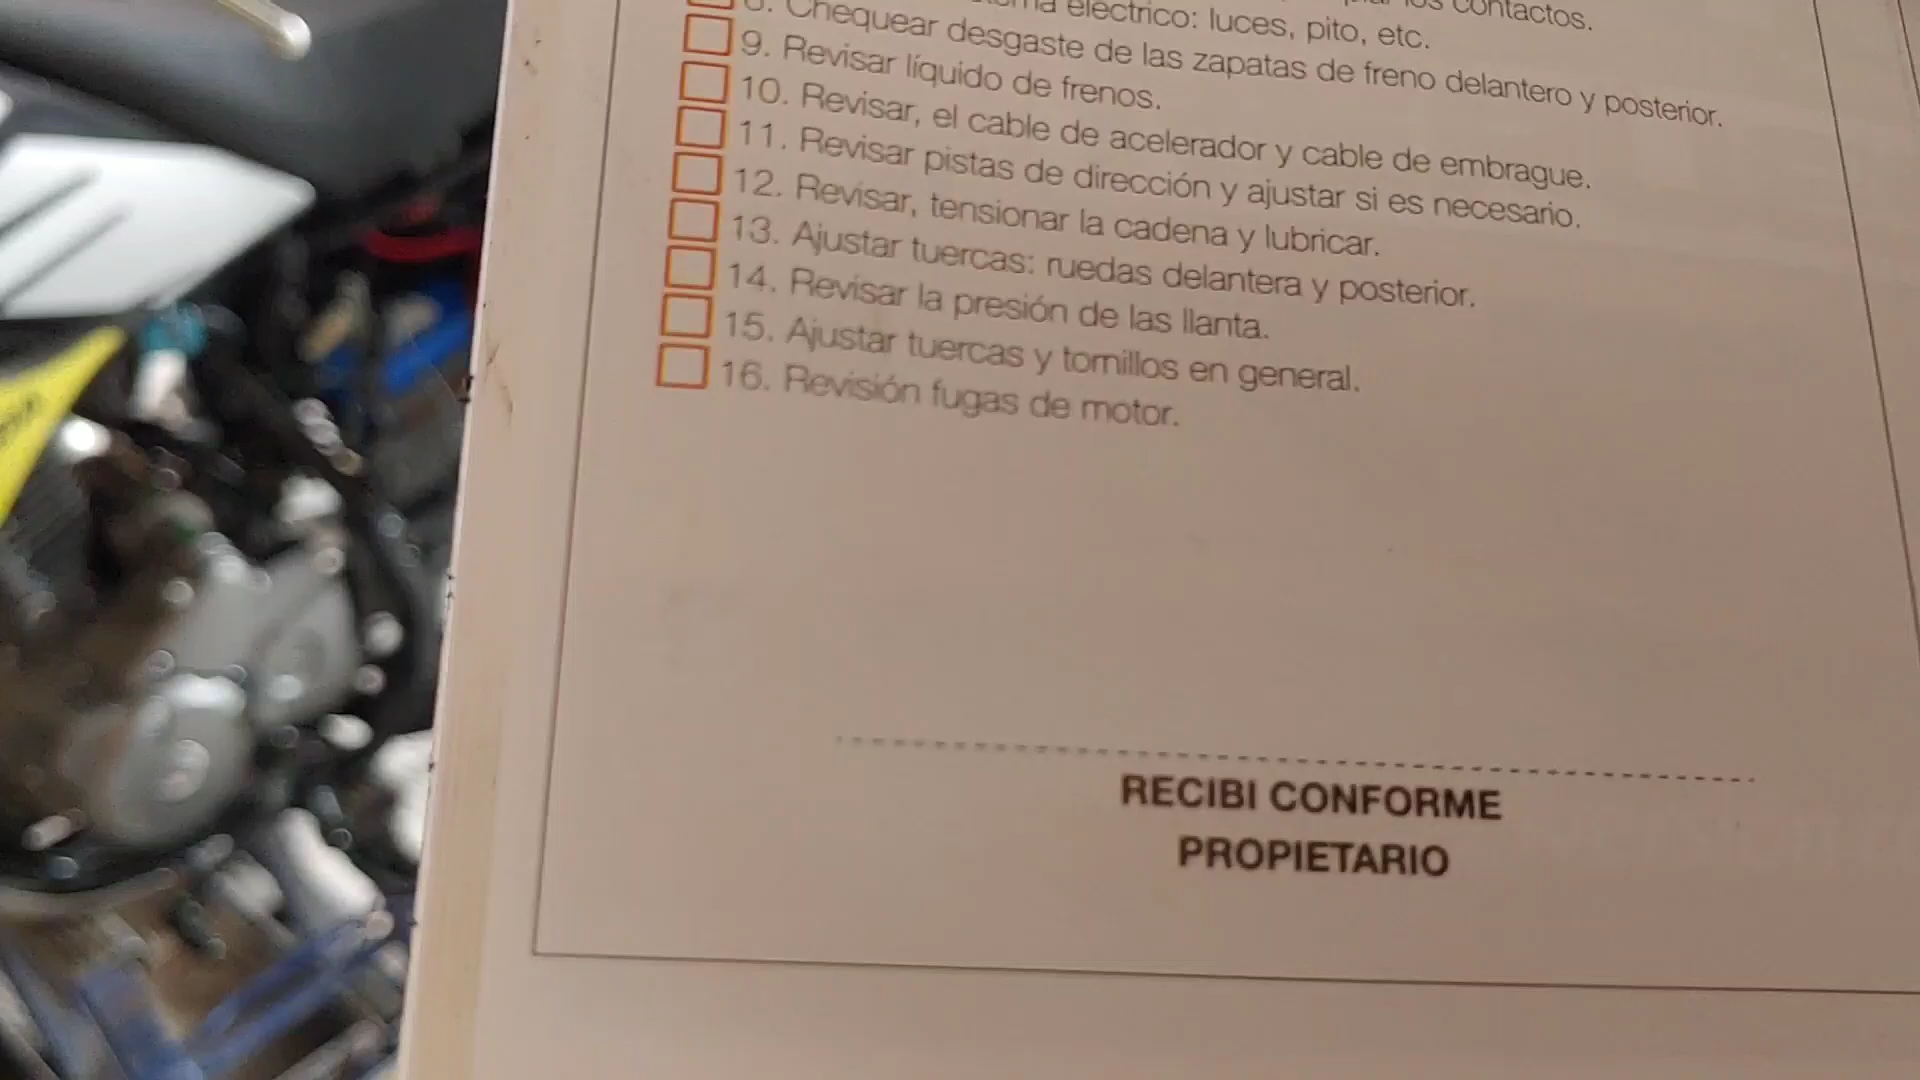 los contactos.
eléctrico: luces, pito, etc.
8. Chequear desgaste de las zapatas de freno delantero y posterior.
9. Revisar líquido de frenos.
10. Revisar, el cable de acelerador y cable de embrague.
11. Revisar pistas de dirección y ajustar si es necesario.
12. Revisar, tensionar la cadena y lubricar.
13. Ajustar tuercas: ruedas delantera y posterior.
14. Revisar la presión de las llanta.
15. Ajustar tuercas y tornillos en general.
16. Revisión fugas de motor.
RECIBI CONFORME
PROPIETARIO